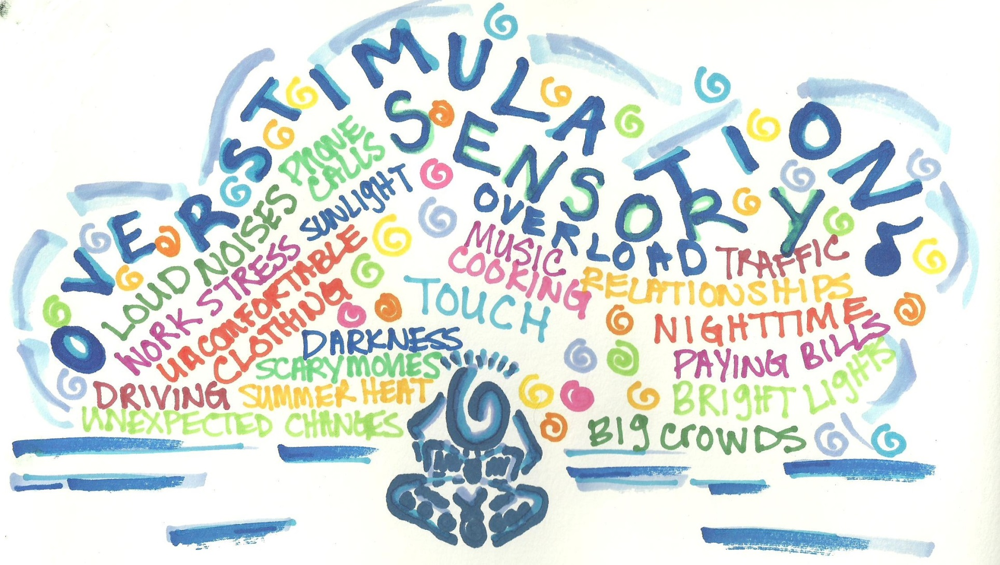 OVERSTIMULATION
SENSORY
OVERLOAD
PHONE
CALLS
LOUD NOISES
SUNLIGHT
WORK STRESS
UNCOMFORTABLE
CLOTHING
DARKNESS
SCARY MOVIES
DRIVING
SUMMER HEAT
UNEXPECTED CHANGES
MUSIC
COOKING
TOUCH
TRAFFIC
RELATIONSHIPS
NIGHTTIME
PAYING BILLS
BRIGHT LIGHTS
BIG CROWDS